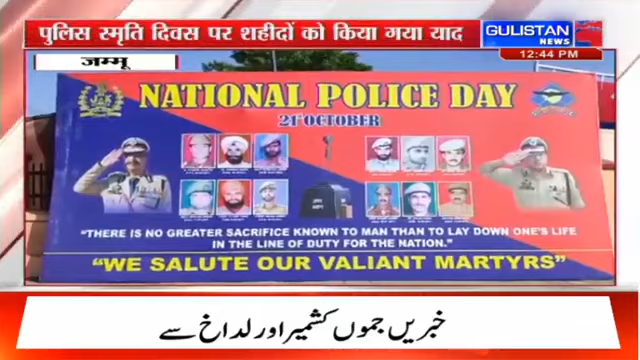 पुलिस स्मृति दिवस पर शहीदों को किया गया याद
GULISTAN
NEWS
12:44 PM
जम्मू
NATIONAL POLICE DAY
21st OCTOBER
"THERE IS NO GREATER SACRIFICE KNOWN TO MAN THAN TO LAY DOWN ONE'S LIFE
IN THE LINE OF DUTY FOR THE NATION."
"WE SALUTE OUR VALIANT MARTYRS"
خبریں جموں کشمیر اور لداخ سے